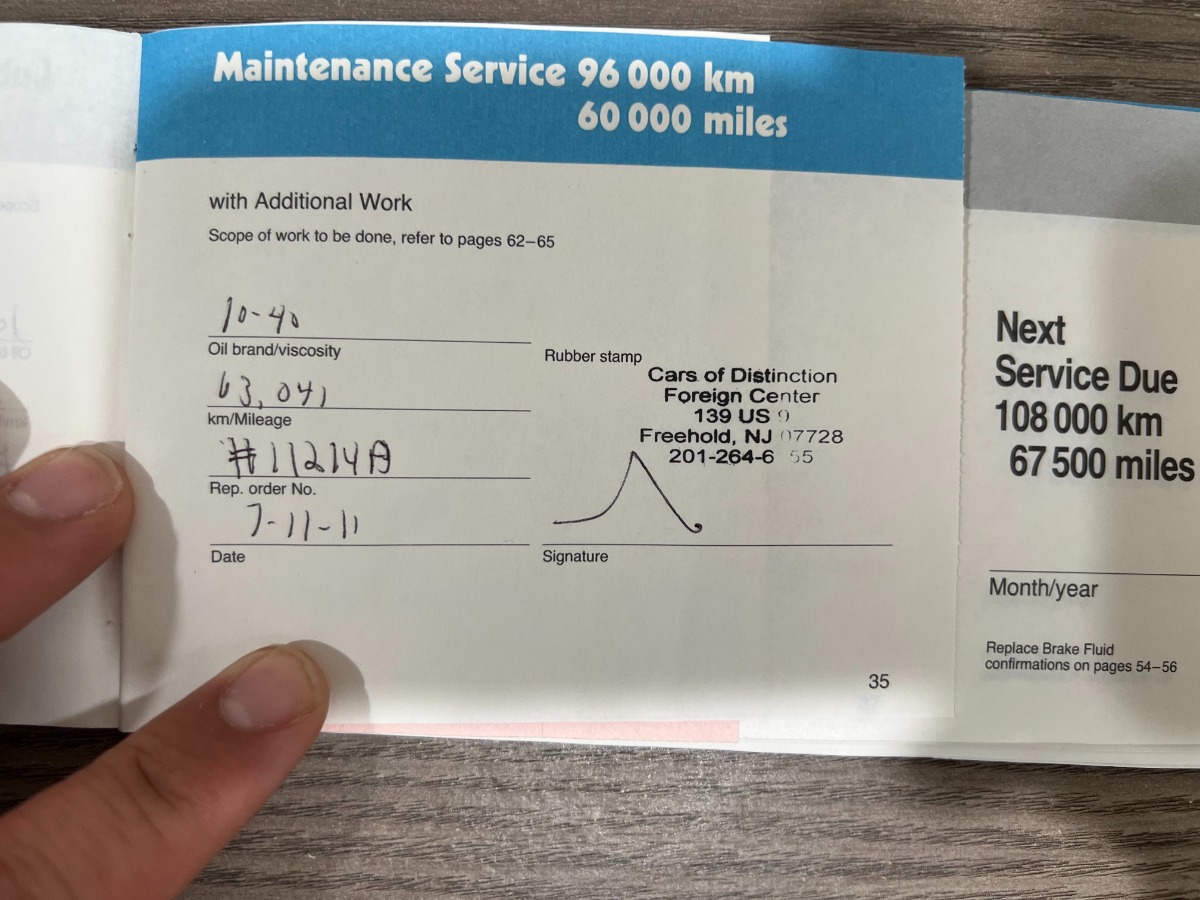 Maintenance Service 96 000 km
60 000 miles
with Additional Work
Scope of work to be done, refer to pages 62–65
10-40
Oil brand/viscosity
63,041
km/Mileage
#11214A
Rep. order No.
7-11-11
Date
Rubber stamp
Cars of Distinction
Foreign Center
139 US 9
Freehold, NJ 07728
201-264-6 55
Signature
35
Next
Service Due
108 000 km
67 500 miles
Month/year
Replace Brake Fluid
confirmations on pages 54–56